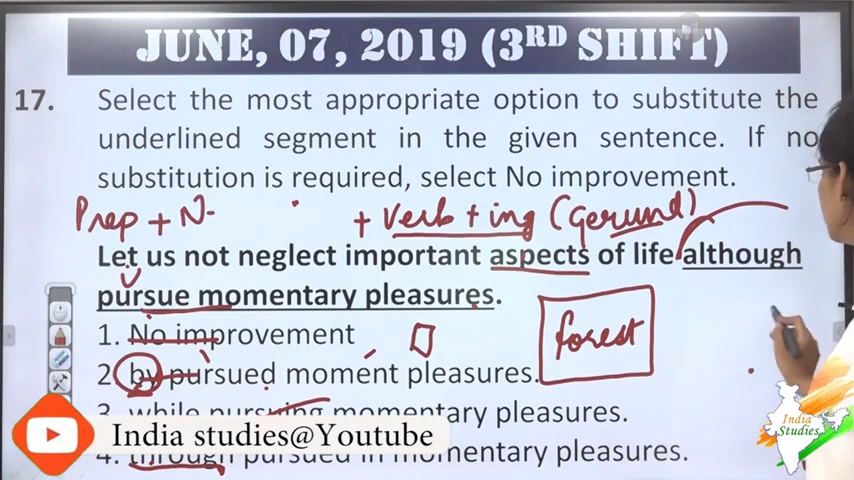 JUNE, 07, 2019 (3RD SHIFT)
17. Select the most appropriate option to substitute the
underlined segment in the given sentence. If no
substitution is required, select No improvement.
Prep + N + Verb + ing (Gerund)
Let us not neglect important aspects of life although
V
pursue momentary pleasures.
1. No improvement
forest
2. by pursued moment pleasures.
3. while pursuing momentary pleasures.
India studies@Youtube
4. through pursued in momentary pleasures.
India
Studies